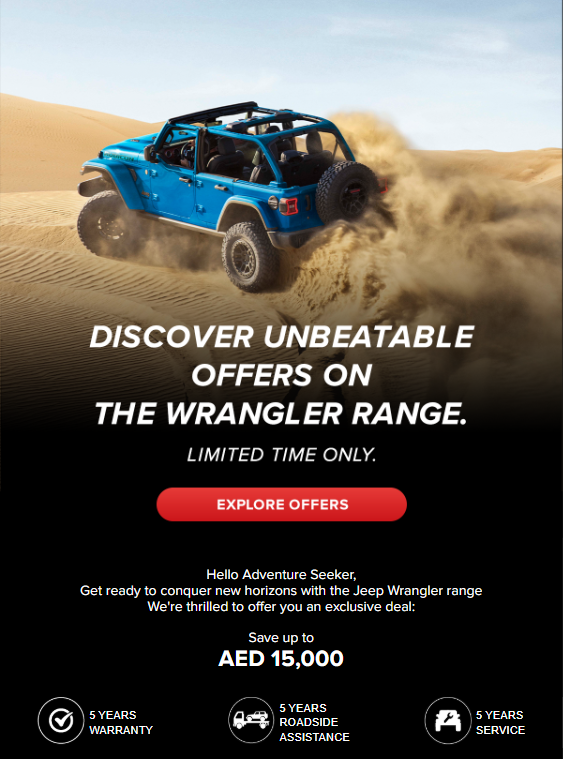 DISCOVER UNBEATABLE
OFFERS ON
THE WRANGLER RANGE.
LIMITED TIME ONLY.
EXPLORE OFFERS
Hello Adventure Seeker,
Get ready to conquer new horizons with the Jeep Wrangler range
We're thrilled to offer you an exclusive deal:
Save up to
AED 15,000
5 YEARS
WARRANTY
5 YEARS
ROADSIDE
ASSISTANCE
5 YEARS
SERVICE